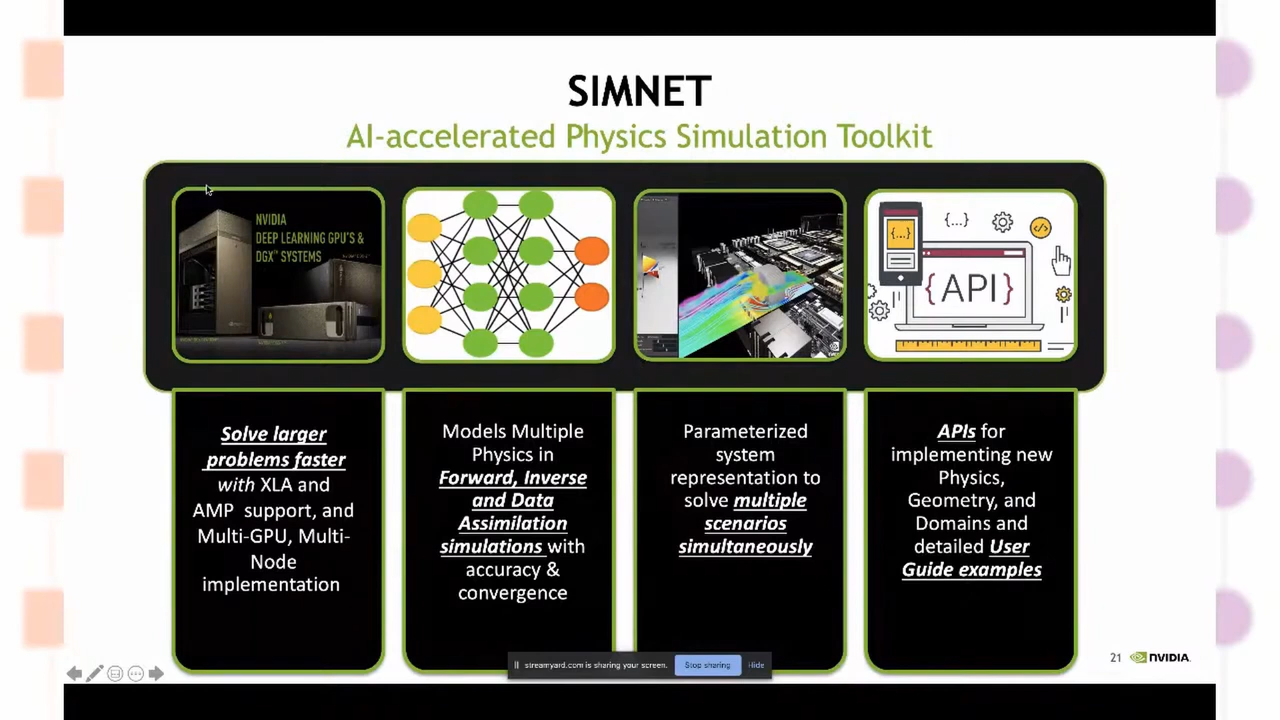 SIMNET
AI-accelerated Physics Simulation Toolkit
NVIDIA
DEEP LEARNING GPU'S &
DGX™ SYSTEMS
{...}
{...}
</>
{API}
Solve larger
problems faster
with XLA and
AMP support, and
Multi-GPU, Multi-
Node
implementation
Models Multiple
Physics in
Forward, Inverse
and Data
Assimilation
simulations with
accuracy &
convergence
Parameterized
system
representation to
solve multiple
scenarios
simultaneously
APIs for
implementing new
Physics,
Geometry, and
Domains and
detailed User
Guide examples
streamyard.com is sharing your screen.
Stop sharing
Hide
21
NVIDIA.